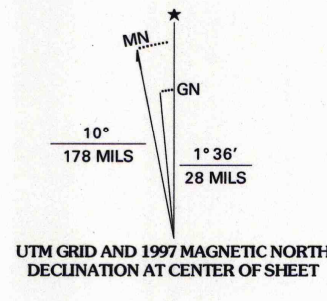 ★
MN
GN
10°
178 MILS
1° 36′
28 MILS
UTM GRID AND 1997 MAGNETIC NORTH
DECLINATION AT CENTER OF SHEET